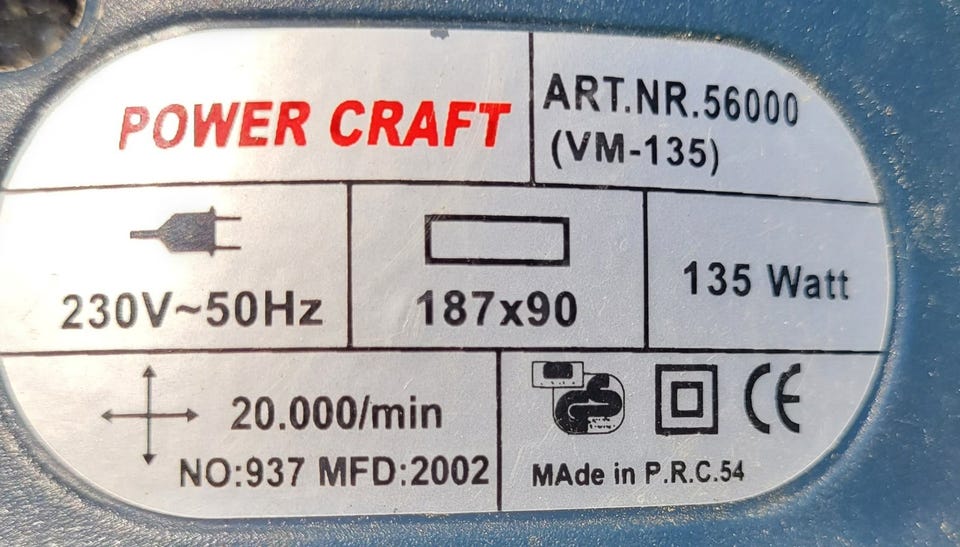 POWER CRAFT
ART.NR.56000
(VM-135)
230V~50Hz
187x90
135 Watt
20.000/min
NO:937 MFD:2002
CE
MAde in P.R.C.54